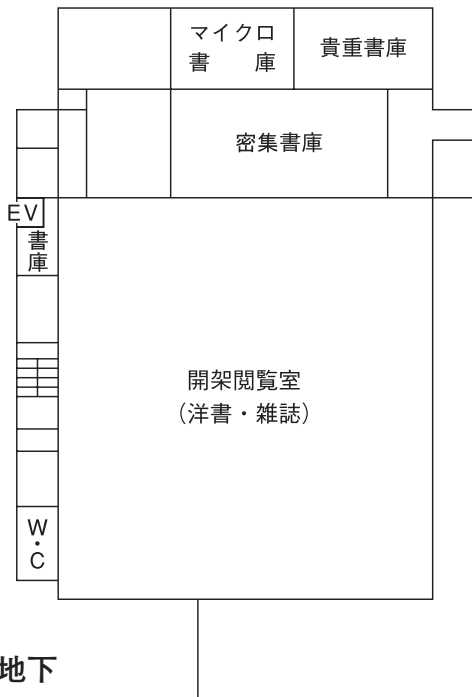 マイクロ
書　庫
貴重書庫
密集書庫
EV
書庫
開架閲覧室
（洋書・雑誌）
W・C
地下